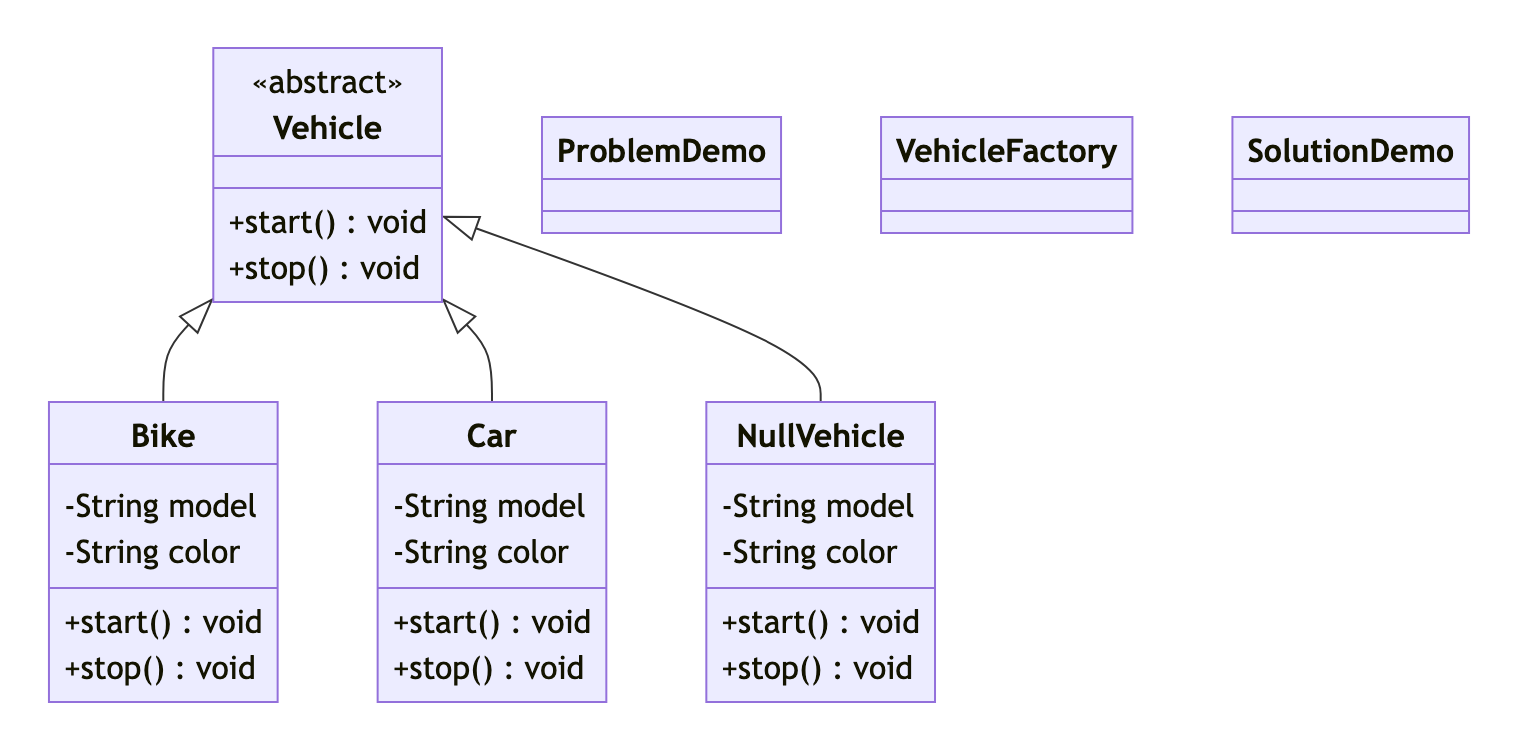 «abstract»
Vehicle
+start() : void
+stop() : void
ProblemDemo
VehicleFactory
SolutionDemo
Bike
-String model
-String color
+start() : void
+stop() : void
Car
-String model
-String color
+start() : void
+stop() : void
NullVehicle
-String model
-String color
+start() : void
+stop() : void